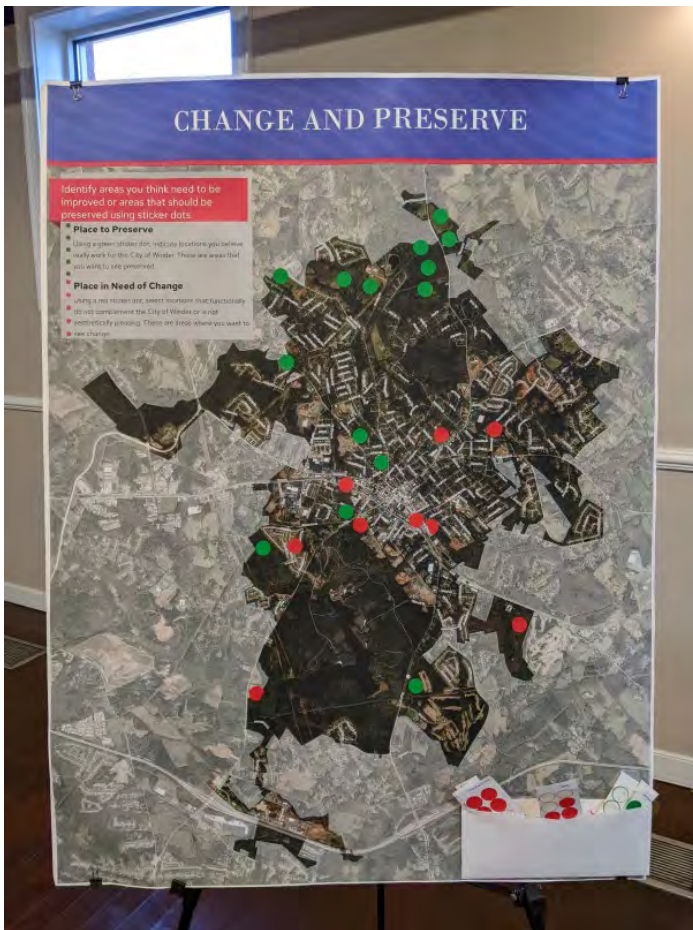 CHANGE AND PRESERVE
Identify areas you think need to be
improved or areas that should be
preserved using sticker dots.
Place to Preserve
Using a green sticker dot, indicate locations you believe
really work for the City of Winder. These are areas that
you want to see preserved.
Place in Need of Change
Using a red sticker dot, select locations that functionally
do not complement the City of Winder or is not
aesthetically pleasing. These are areas where you want to
see change.